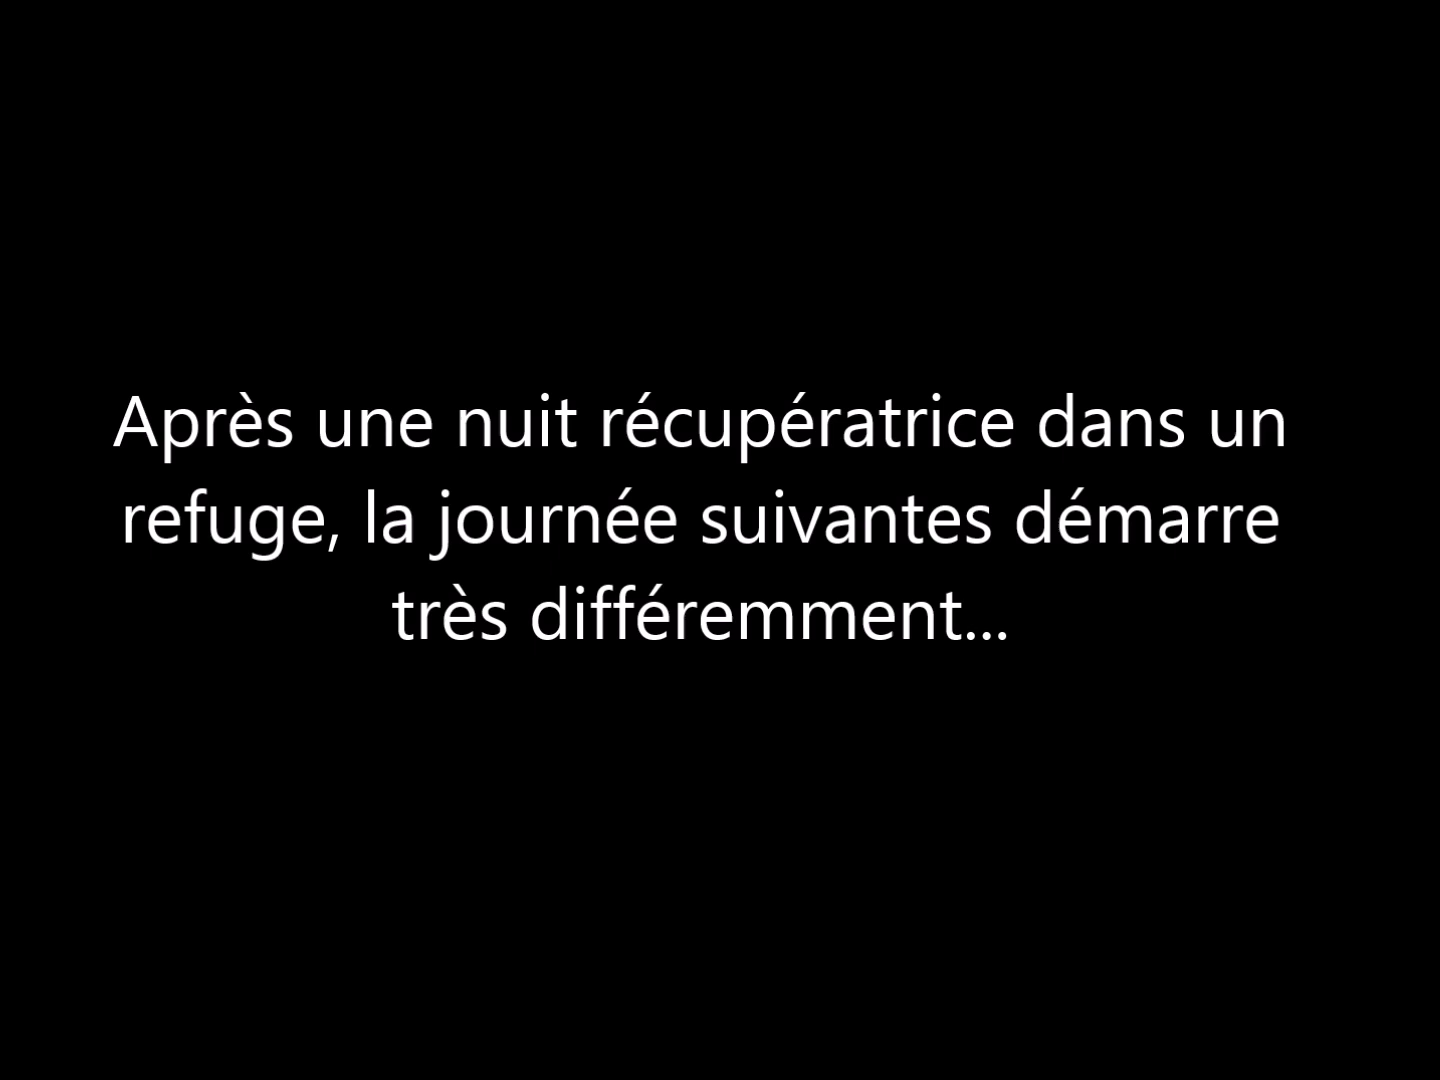 Après une nuit récupératrice dans un
refuge, la journée suivantes démarre
très différemment...